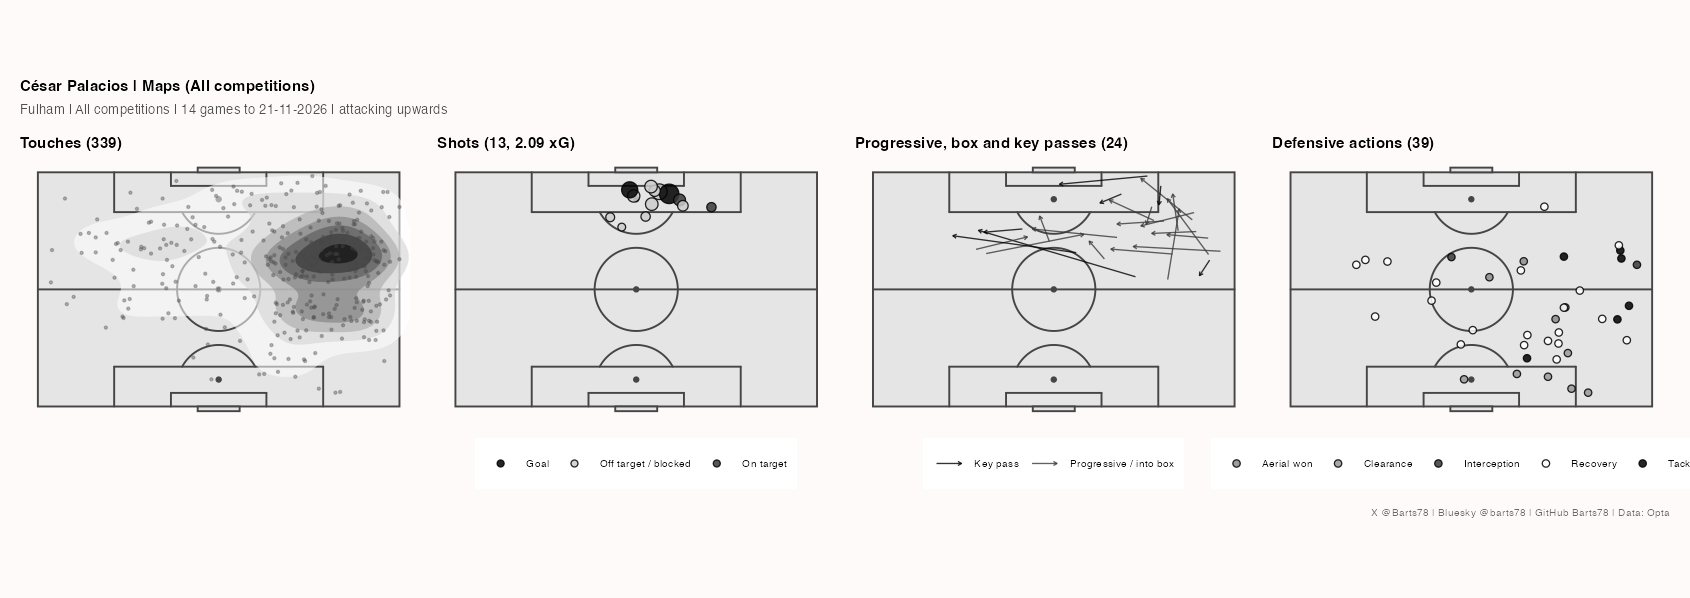 César Palacios | Maps (All competitions)
Fulham | All competitions | 14 games to 21-11-2026 | attacking upwards
Touches (339)
Shots (13, 2.09 xG)
Progressive, box and key passes (24)
Defensive actions (39)
Goal
Off target / blocked
On target
Key pass
Progressive / into box
Aerial won
Clearance
Interception
Recovery
Tack
X @Barts78 | Bluesky @barts78 | GitHub Barts78 | Data: Opta